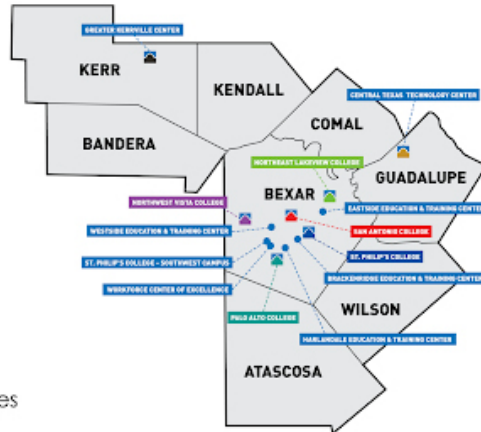 GREATER KERRVILLE CENTER
KERR
KENDALL
CENTRAL TEXAS TECHNOLOGY CENTER
COMAL
BANDERA
NORTHEAST LAKEVIEW COLLEGE
GUADALUPE
BEXAR
NORTHWEST VISTA COLLEGE
EASTSIDE EDUCATION & TRAINING CENTER
WESTSIDE EDUCATION & TRAINING CENTER
SAN ANTONIO COLLEGE
ST. PHILIP'S COLLEGE
ST. PHILIP'S COLLEGE - SOUTHWEST CAMPUS
BRACKENRIDGE EDUCATION & TRAINING CENTER
WORKFORCE CENTER OF EXCELLENCE
WILSON
PALO ALTO COLLEGE
HARLANDALE EDUCATION & TRAINING CENTER
ATASCOSA
es